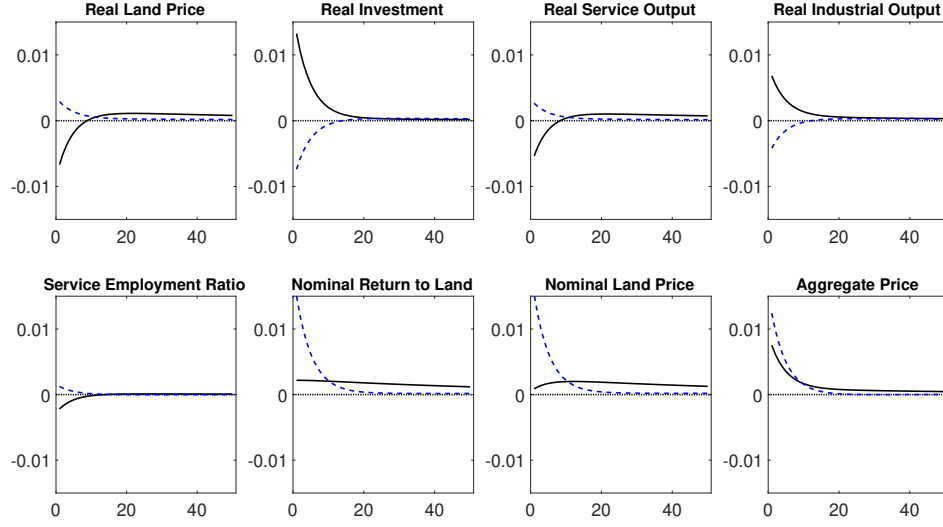 Real Land Price
Real Investment
Real Service Output
Real Industrial Output
0.01
0
-0.01
0 20 40
0.01
0
-0.01
0 20 40
0.01
0
-0.01
0 20 40
0.01
0
-0.01
0 20 40
Service Employment Ratio
Nominal Return to Land
Nominal Land Price
Aggregate Price
0.01
0
-0.01
0 20 40
0.01
0
-0.01
0 20 40
0.01
0
-0.01
0 20 40
0.01
0
-0.01
0 20 40